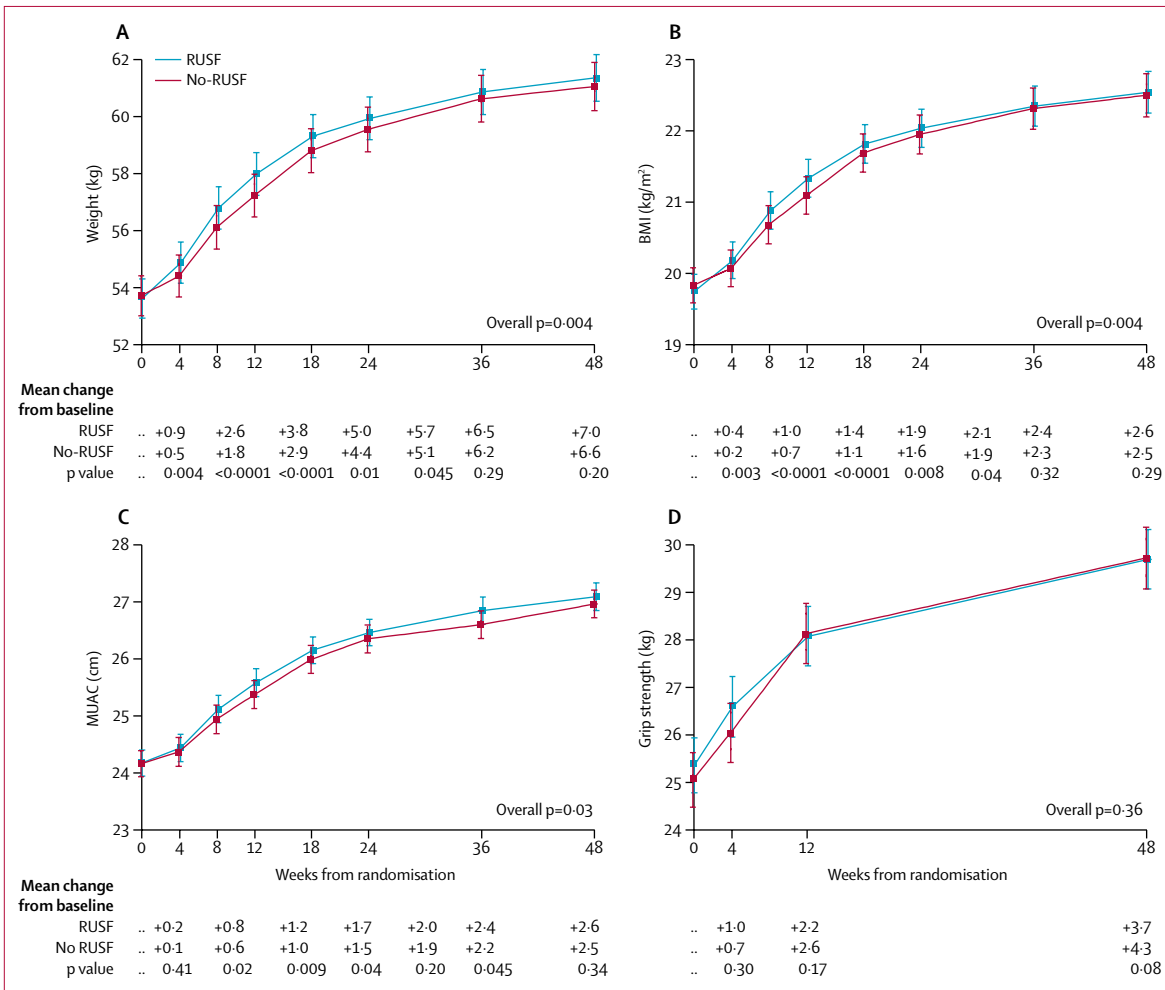 A
RUSF
No-RUSF
62
60
58
56
54
52
Weight (kg)
Overall p=0·004
0 4 8 12 18 24 36 48
Mean change
from baseline
RUSF .. +0·9 +2·6 +3·8 +5·0 +5·7 +6·5 +7·0
No-RUSF .. +0·5 +1·8 +2·9 +4·4 +5·1 +6·2 +6·6
p value .. 0·004 <0·0001 <0·0001 0·01 0·045 0·29 0·20
B
23
22
21
20
19
BMI (kg/m²)
Overall p=0·004
0 4 8 12 18 24 36 48
.. +0·4 +1·0 +1·4 +1·9 +2·1 +2·4 +2·6
.. +0·2 +0·7 +1·1 +1·6 +1·9 +2·3 +2·5
.. 0·003 <0·0001 <0·0001 0·008 0·04 0·32 0·29
C
28
27
26
25
24
23
MUAC (cm)
Overall p=0·03
0 4 8 12 18 24 36 48
Weeks from randomisation
Mean change
from baseline
RUSF .. +0·2 +0·8 +1·2 +1·7 +2·0 +2·4 +2·6
No RUSF .. +0·1 +0·6 +1·0 +1·5 +1·9 +2·2 +2·5
p value .. 0·41 0·02 0·009 0·04 0·20 0·045 0·34
D
30
29
28
27
26
25
24
Grip strength (kg)
Overall p=0·36
0 4 12 48
Weeks from randomisation
.. +1·0 +2·2 +3·7
.. +0·7 +2·6 +4·3
.. 0·30 0·17 0·08